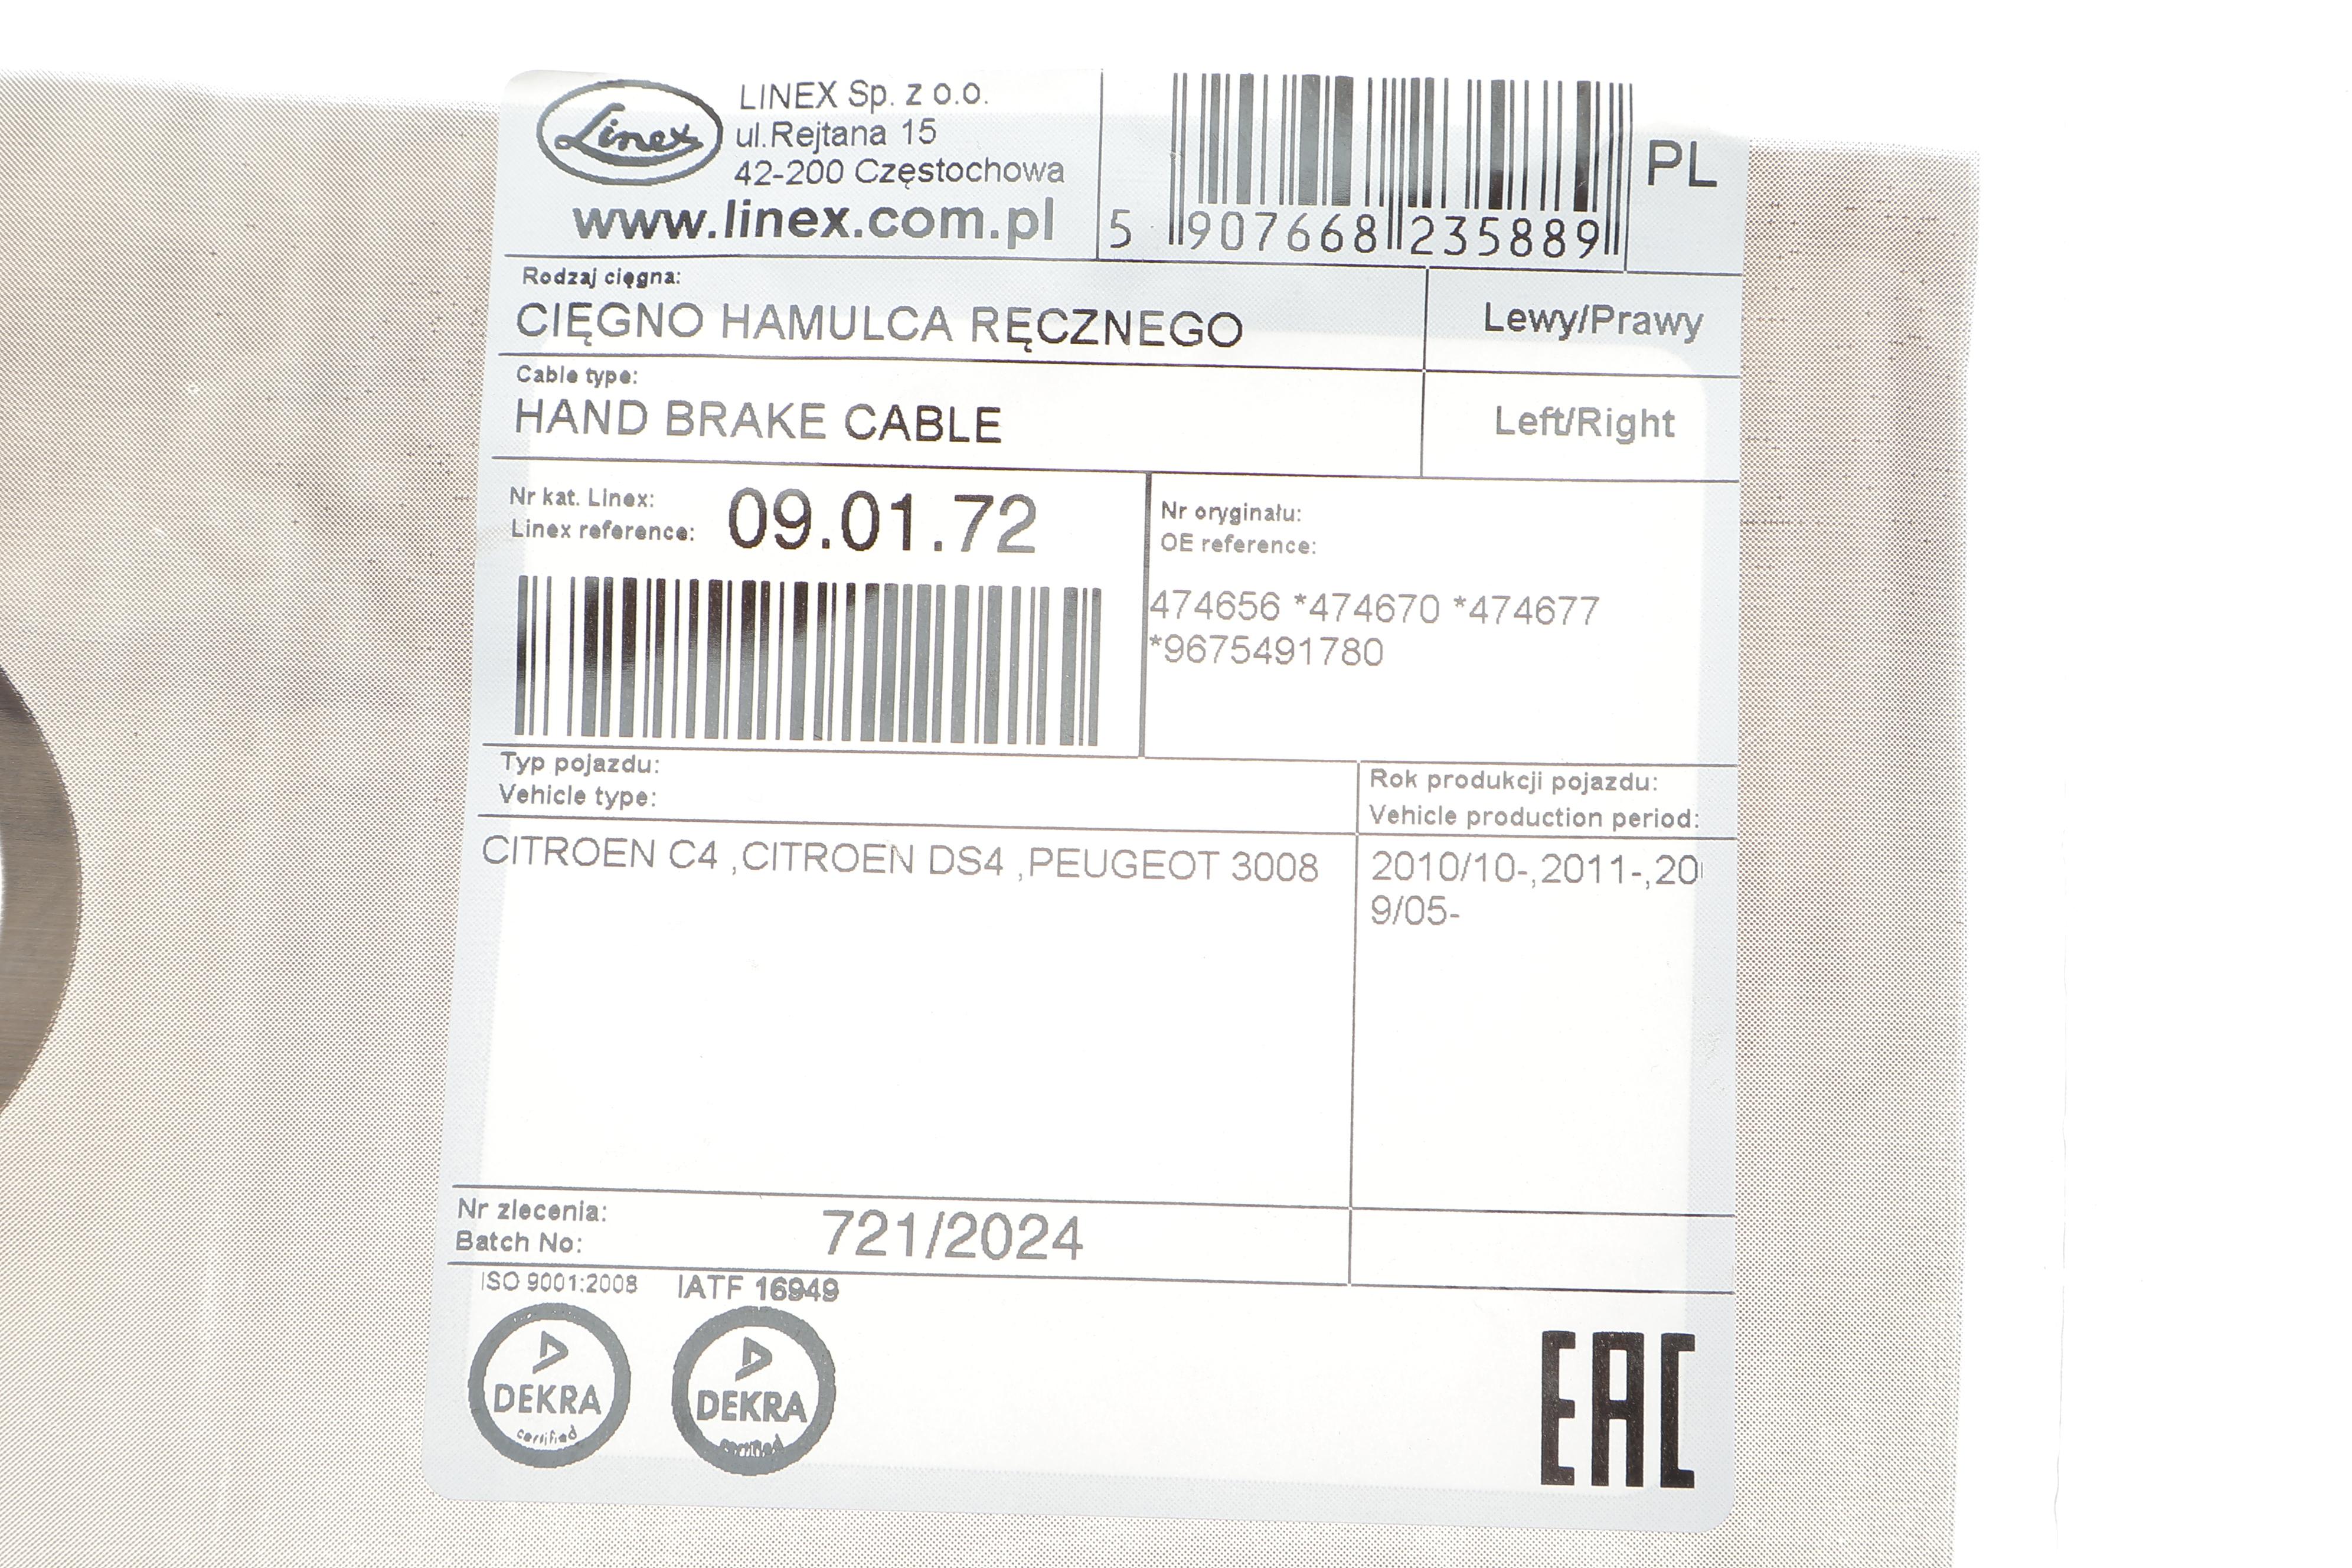 Linex
LINEX Sp. z o.o.
ul.Rejtana 15
42-200 Częstochowa
www.linex.com.pl
5 907668 235889
PL
Rodzaj cięgna:
CIĘGNO HAMULCA RĘCZNEGO
Lewy/Prawy
Cable type:
HAND BRAKE CABLE
Left/Right
Nr kat. Linex:
Linex reference:
09.01.72
Nr oryginału:
OE reference:
474656 *474670 *474677
*9675491780
Typ pojazdu:
Vehicle type:
Rok produkcji pojazdu:
Vehicle production period:
CITROEN C4 ,CITROEN DS4 ,PEUGEOT 3008
2010/10-,2011-,20
9/05-
Nr zlecenia:
Batch No:
721/2024
ISO 9001:2008
IATF 16949
DEKRA
certified
DEKRA
certified
EAC